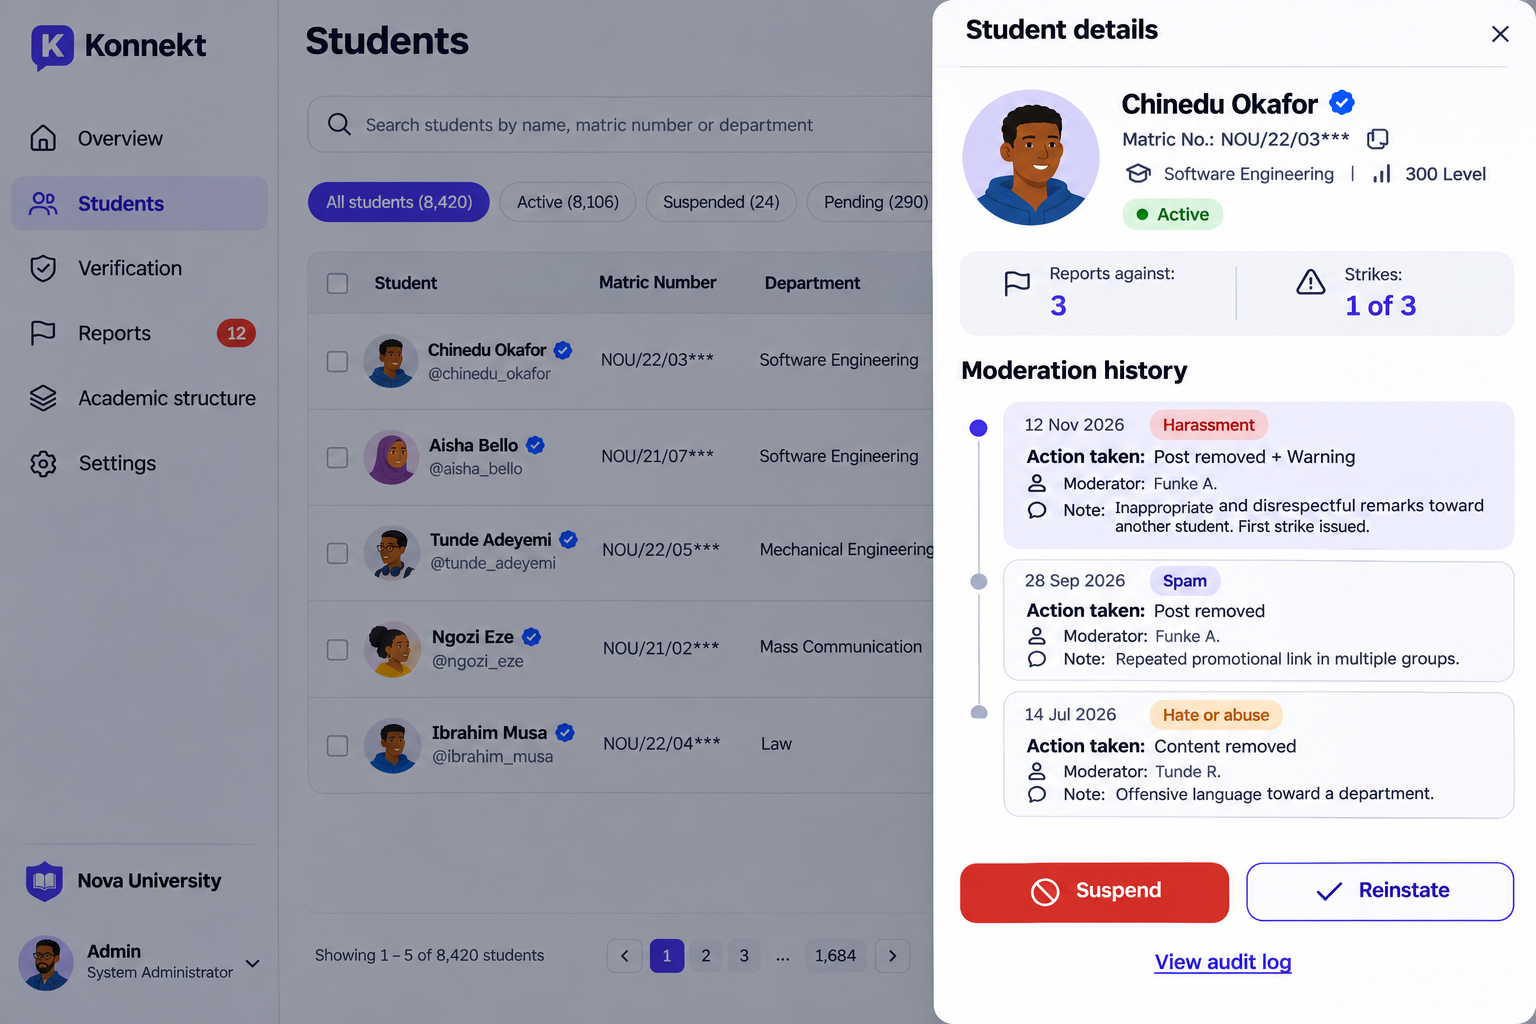 Konnekt
Overview
Students
Verification
Reports 12
Academic structure
Settings
Nova University
Admin
System Administrator
Students
Search students by name, matric number or department
All students (8,420) Active (8,106) Suspended (24) Pending (290)
Student Matric Number Department
Chinedu Okafor NOU/22/03*** Software Engineering
@chinedu_okafor
Aisha Bello NOU/21/07*** Software Engineering
@aisha_bello
Tunde Adeyemi NOU/22/05*** Mechanical Engineering
@tunde_adeyemi
Ngozi Eze NOU/21/02*** Mass Communication
@ngozi_eze
Ibrahim Musa NOU/22/04*** Law
@ibrahim_musa
Showing 1 – 5 of 8,420 students 1 2 3 ... 1,684
Student details
Chinedu Okafor
Matric No.: NOU/22/03***
Software Engineering | 300 Level
Active
Reports against: Strikes:
3 1 of 3
Moderation history
12 Nov 2026 Harassment
Action taken: Post removed + Warning
Moderator: Funke A.
Note: Inappropriate and disrespectful remarks toward
another student. First strike issued.
28 Sep 2026 Spam
Action taken: Post removed
Moderator: Funke A.
Note: Repeated promotional link in multiple groups.
14 Jul 2026 Hate or abuse
Action taken: Content removed
Moderator: Tunde R.
Note: Offensive language toward a department.
Suspend Reinstate
View audit log